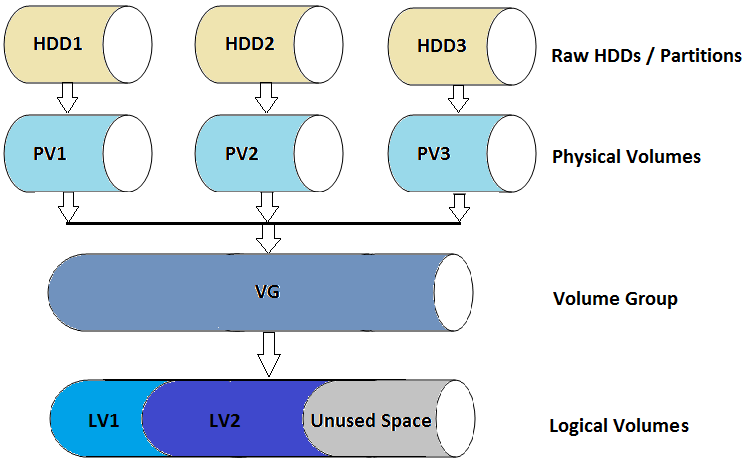 HDD1
HDD2
HDD3
Raw HDDs / Partitions
PV1
PV2
PV3
Physical Volumes
VG
Volume Group
LV1
LV2
Unused Space
Logical Volumes